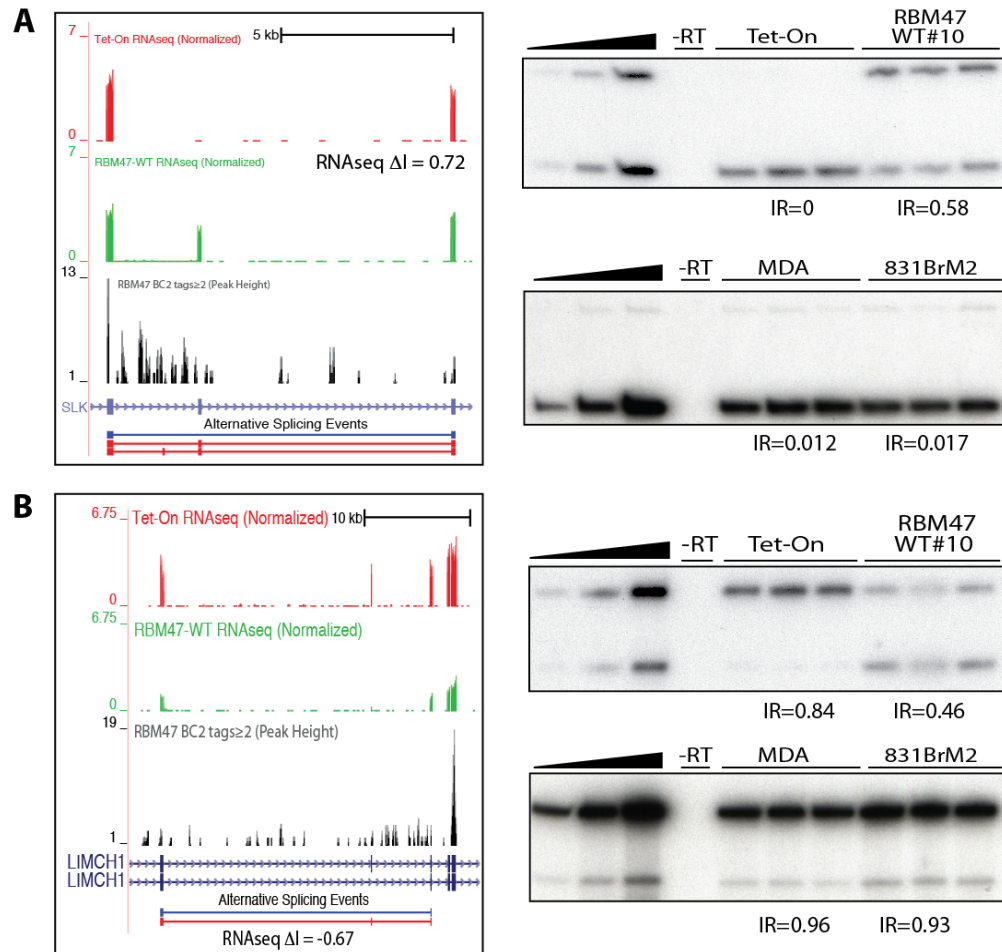 A
7
Tet-On RNAseq (Normalized)
5 kb
0
7
RBM47-WT RNAseq (Normalized)
RNAseq ΔI = 0.72
0
13
RBM47 BC2 tags≥2 (Peak Height)
1
SLK
Alternative Splicing Events
-RT
Tet-On
RBM47
WT#10
IR=0
IR=0.58
-RT
MDA
831BrM2
IR=0.012
IR=0.017
B
6.75
Tet-On RNAseq (Normalized)
10 kb
0
6.75
RBM47-WT RNAseq (Normalized)
0
19
RBM47 BC2 tags≥2 (Peak Height)
1
LIMCH1
LIMCH1
Alternative Splicing Events
RNAseq ΔI = -0.67
-RT
Tet-On
RBM47
WT#10
IR=0.84
IR=0.46
-RT
MDA
831BrM2
IR=0.96
IR=0.93